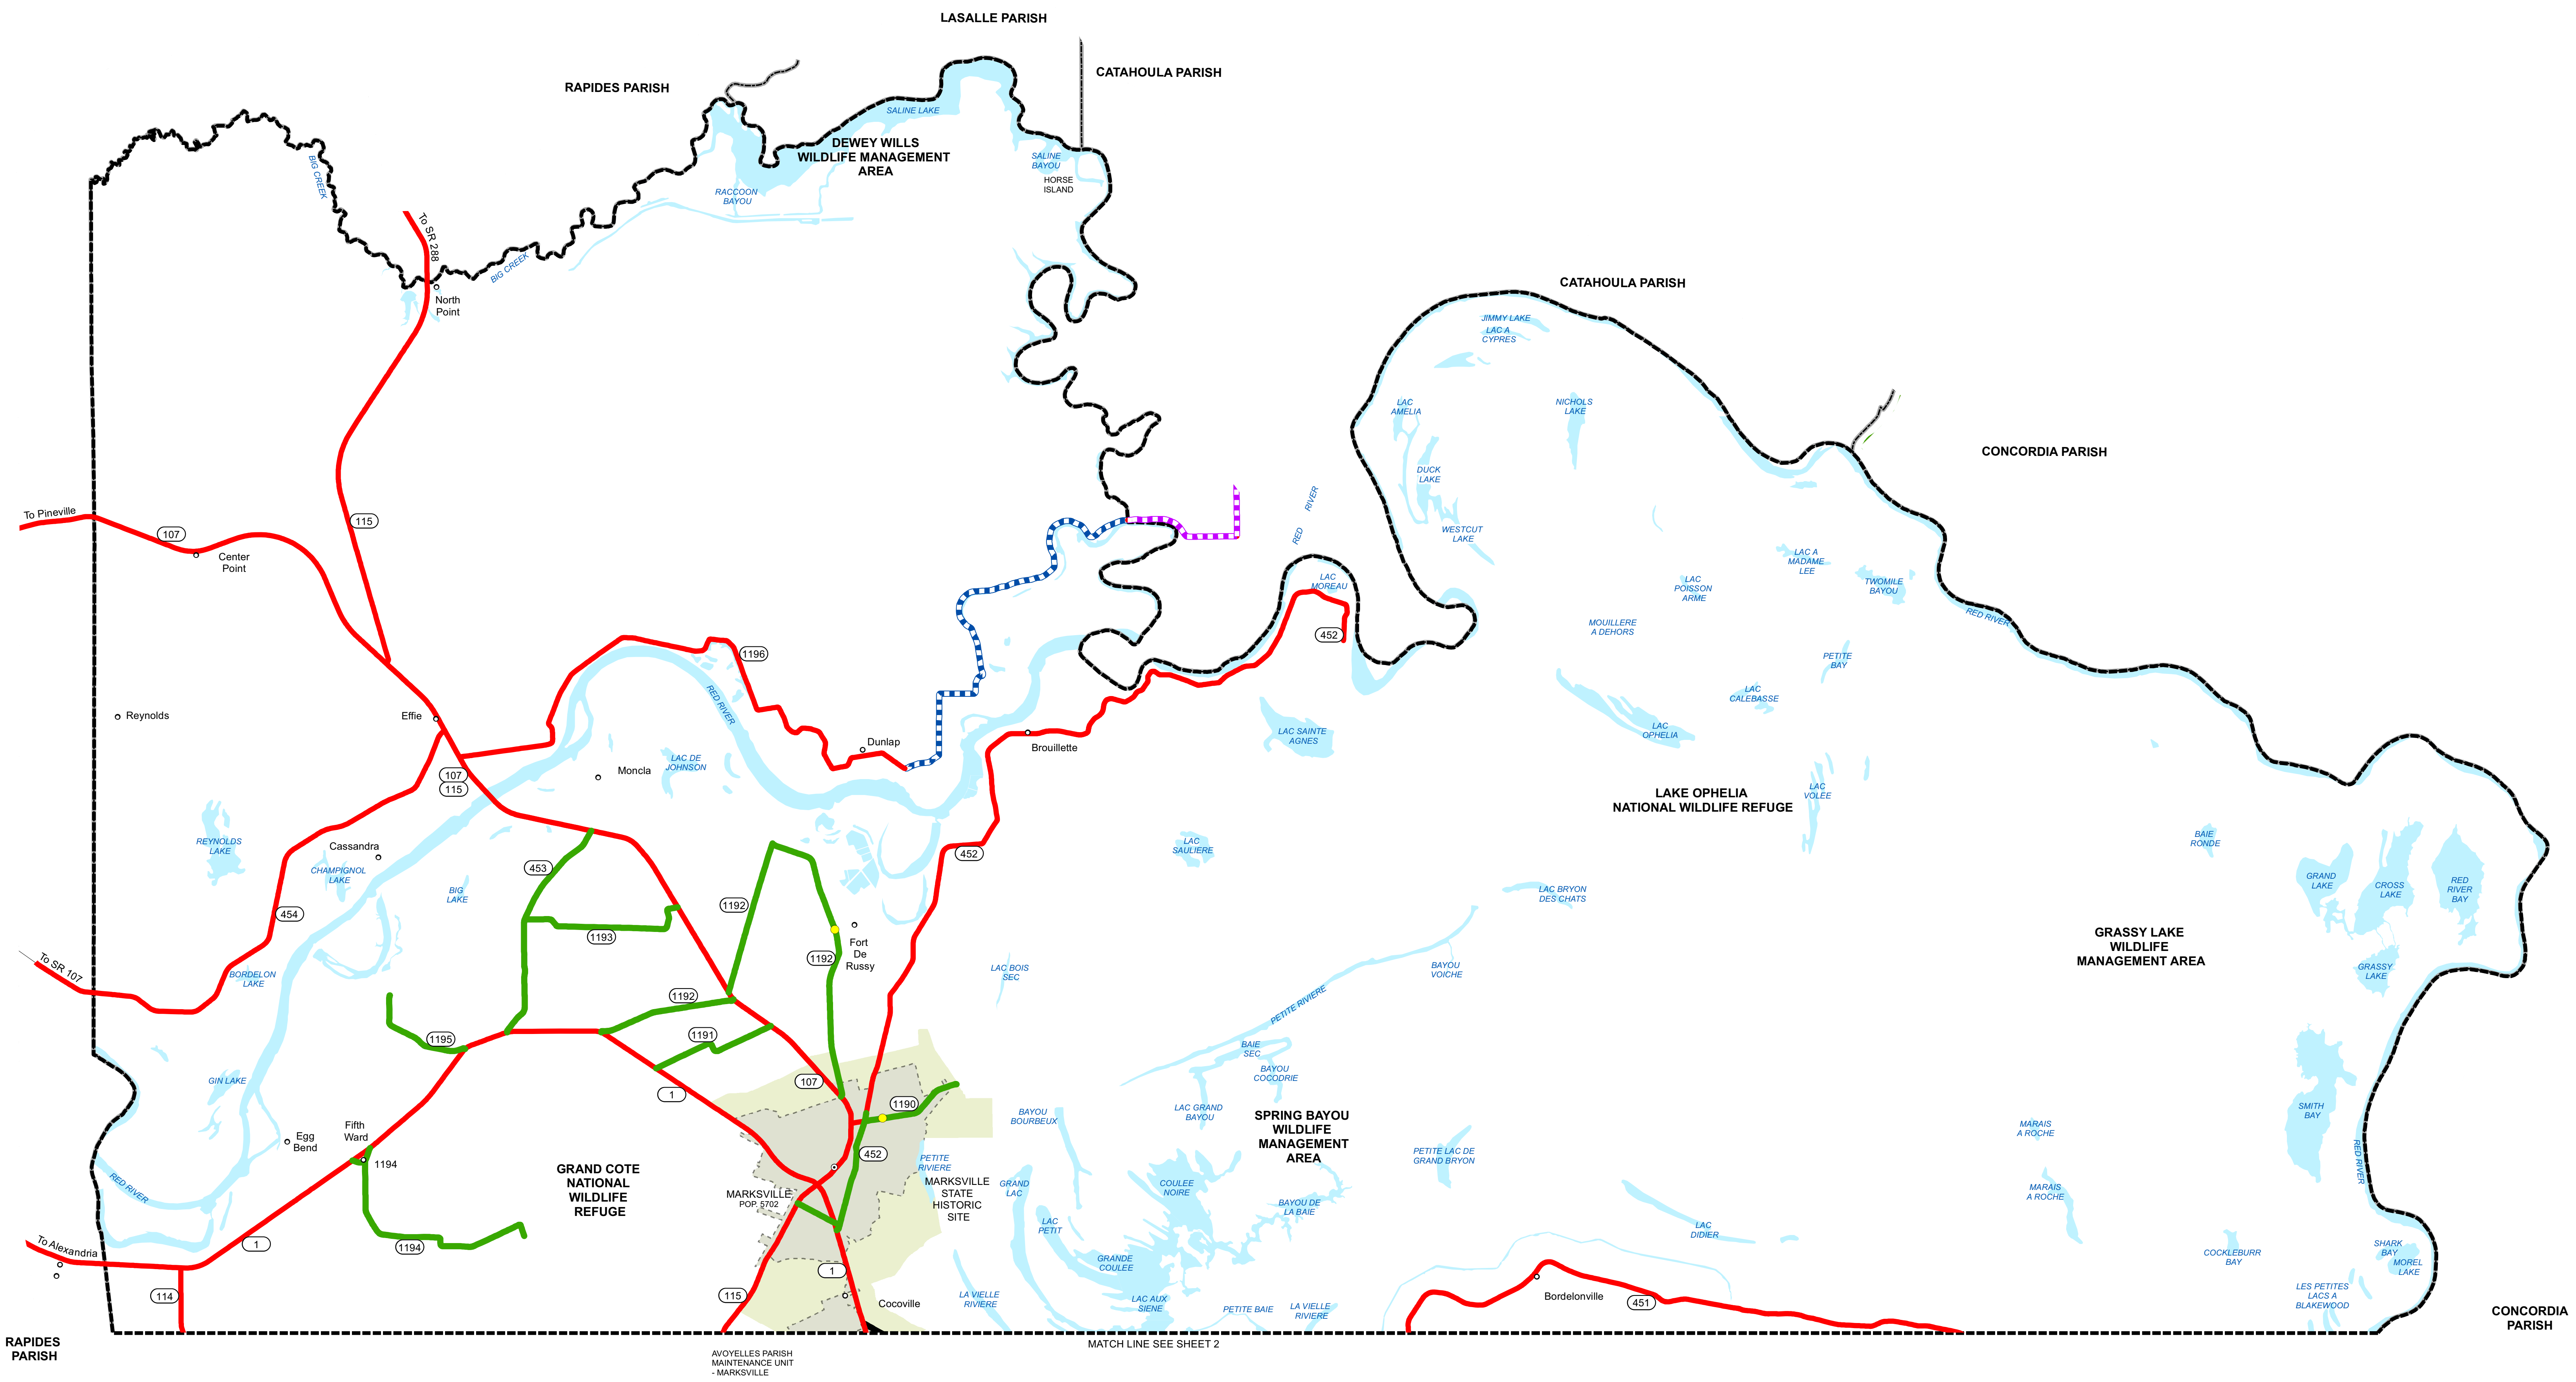 LASALLE PARISH
CATAHOULA PARISH
RAPIDES PARISH
SALINE LAKE
DEWEY WILLS
WILDLIFE MANAGEMENT
AREA
SALINE
BAYOU
HORSE
ISLAND
BIG CREEK
RACCOON
BAYOU
To SR 288
BIG CREEK
North
Point
CATAHOULA PARISH
JIMMY LAKE
LAC A
CYPRES
LAC
AMELIA
NICHOLS
LAKE
CONCORDIA PARISH
DUCK
LAKE
RED RIVER
WESTCUT
LAKE
To Pineville
107
115
Center
Point
LAC A
MADAME
LEE
TWOMILE
BAYOU
LAC
POISSON
ARME
LAC
MOREAU
RED RIVER
MOUILLERE
A DEHORS
452
1196
PETITE
BAY
RED RIVER
LAC
CALEBASSE
Reynolds
Effie
LAC
OPHELIA
LAC SAINTE
AGNES
Dunlap
Brouillette
LAC DE
JOHNSON
Moncla
107
115
LAKE OPHELIA
NATIONAL WILDLIFE REFUGE
LAC
VOLEE
REYNOLDS
LAKE
Cassandra
CHAMPIGNOL
LAKE
BIG
LAKE
453
452
LAC
SAULIERE
BAIE
RONDE
GRAND
LAKE
CROSS
LAKE
RED
RIVER
BAY
LAC BRYON
DES CHATS
454
1192
1193
Fort
De
Russy
1192
GRASSY LAKE
WILDLIFE
MANAGEMENT AREA
GRASSY
LAKE
To SR 107
BORDELON
LAKE
LAC BOIS
SEC
BAYOU
VOICHE
1192
PETITE RIVIERE
1191
1195
BAIE
SEC
BAYOU
COCODRIE
GIN LAKE
107
1
1190
LAC GRAND
BAYOU
BAYOU
BOURBEUX
SPRING BAYOU
WILDLIFE
MANAGEMENT
AREA
SMITH
BAY
MARAIS
A ROCHE
Egg
Bend
Fifth
Ward
1194
452
PETITE
RIVIERE
PETITE LAC DE
GRAND BRYON
RED RIVER
GRAND COTE
NATIONAL
WILDLIFE
REFUGE
RED RIVER
MARKSVILLE
POP. 5702
MARKSVILLE
STATE
HISTORIC
SITE
GRAND
LAC
COULEE
NOIRE
BAYOU DE
LA BAIE
MARAIS
A ROCHE
LAC
PETIT
LAC
DIDIER
To Alexandria
1
1194
GRANDE
COULEE
COCKLEBURR
BAY
SHARK
BAY
MOREL
LAKE
114
115
1
Cocoville
LA VIELLE
RIVIERE
LAC AUX
SIENE
PETITE BAIE
LA VIELLE
RIVIERE
Bordelonville
451
LES PETITES
LACS A
BLAKEWOOD
CONCORDIA
PARISH
RAPIDES
PARISH
MATCH LINE SEE SHEET 2
AVOYELLES PARISH
MAINTENANCE UNIT
- MARKSVILLE